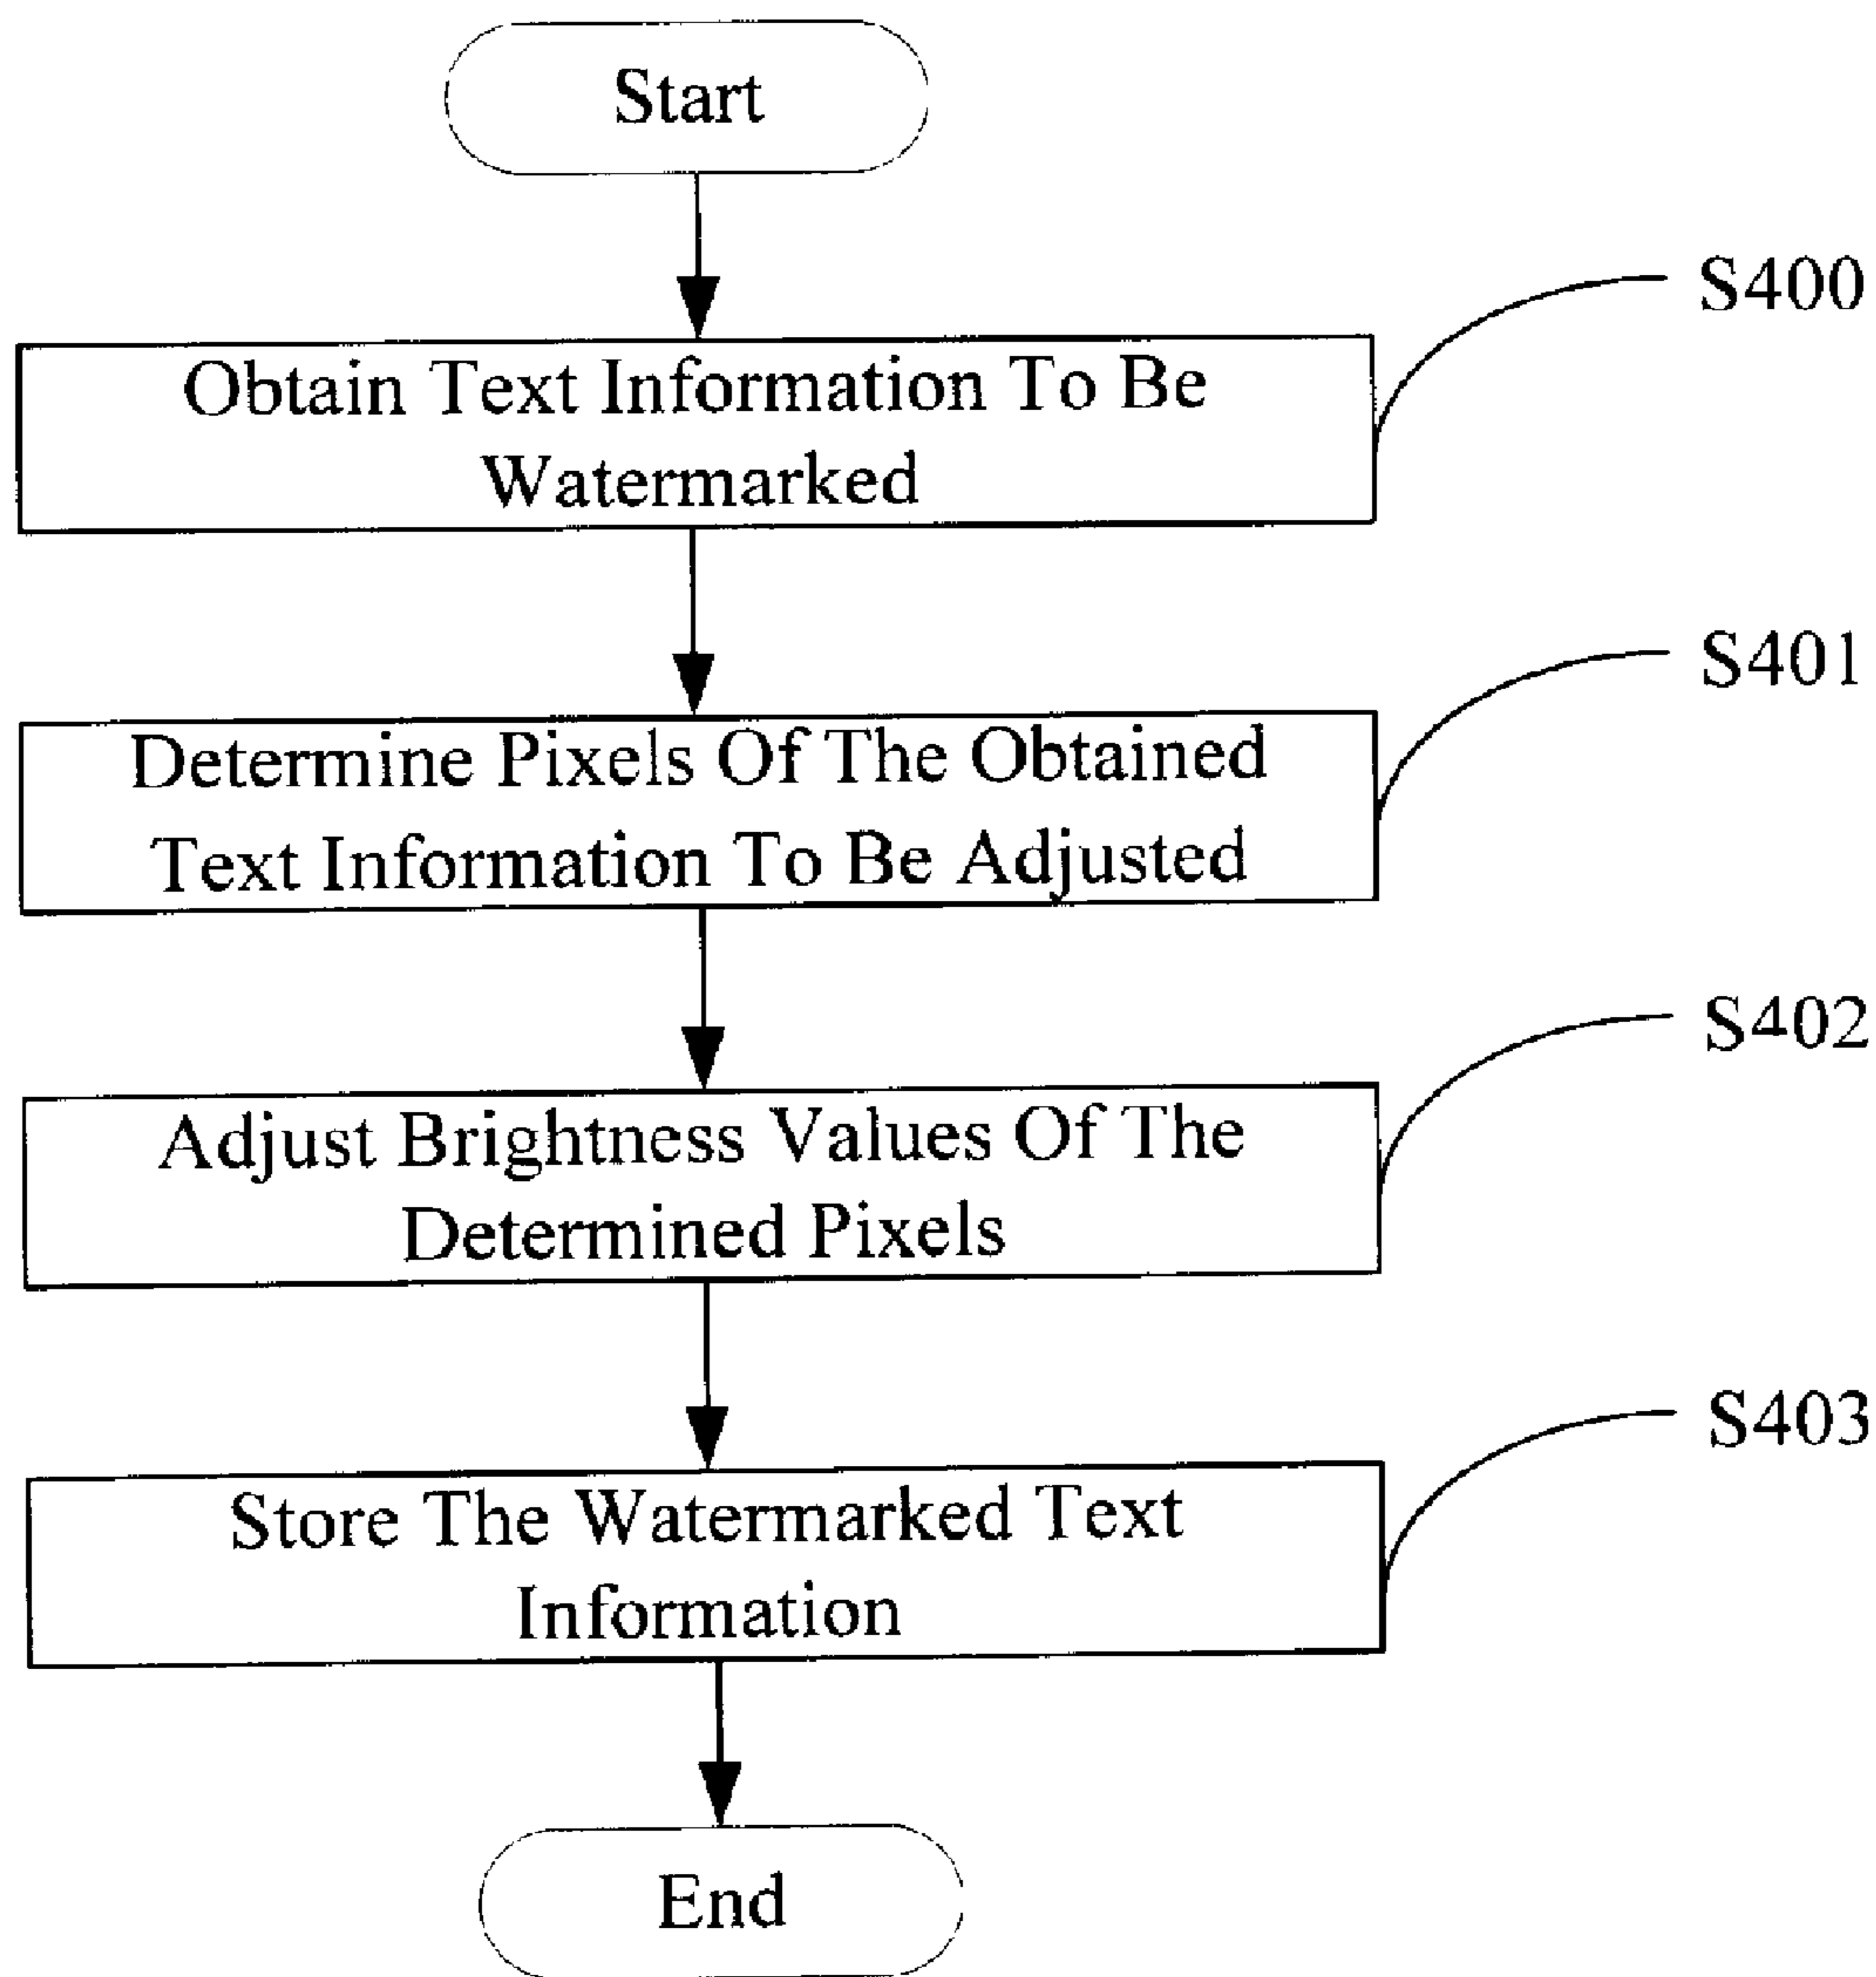 Start
S400
Obtain Text Information To Be
Watermarked
S401
Determine Pixels Of The Obtained
Text Information To Be Adjusted
S402
Adjust Brightness Values Of The
Determined Pixels
S403
Store The Watermarked Text
Information
End